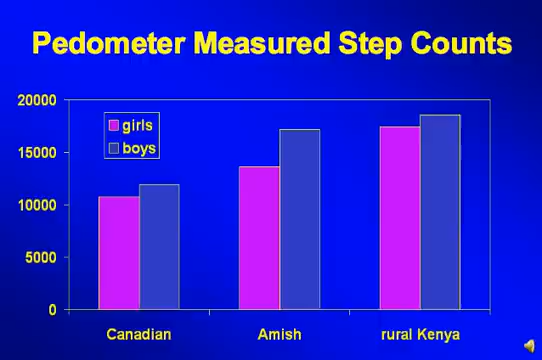 Pedometer Measured Step Counts
20000
15000
10000
5000
0
girls
boys
Canadian
Amish
rural Kenya